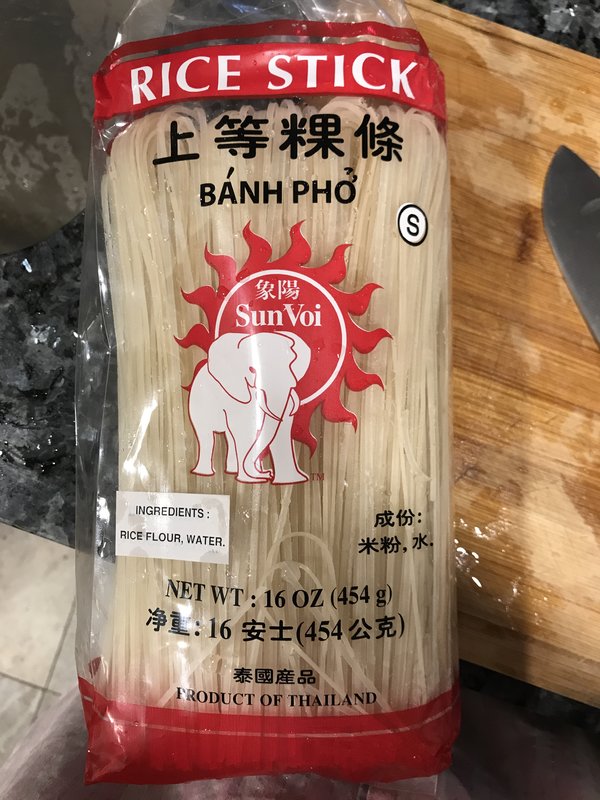 RICE STICK
上等粿條
BÁNH PHỞ
S
象陽
SunVoi
TM
INGREDIENTS :
RICE FLOUR, WATER.
成份:
米粉, 水.
NET WT : 16 OZ (454 g)
净重: 16 安士 (454 公克)
泰國產品
PRODUCT OF THAILAND